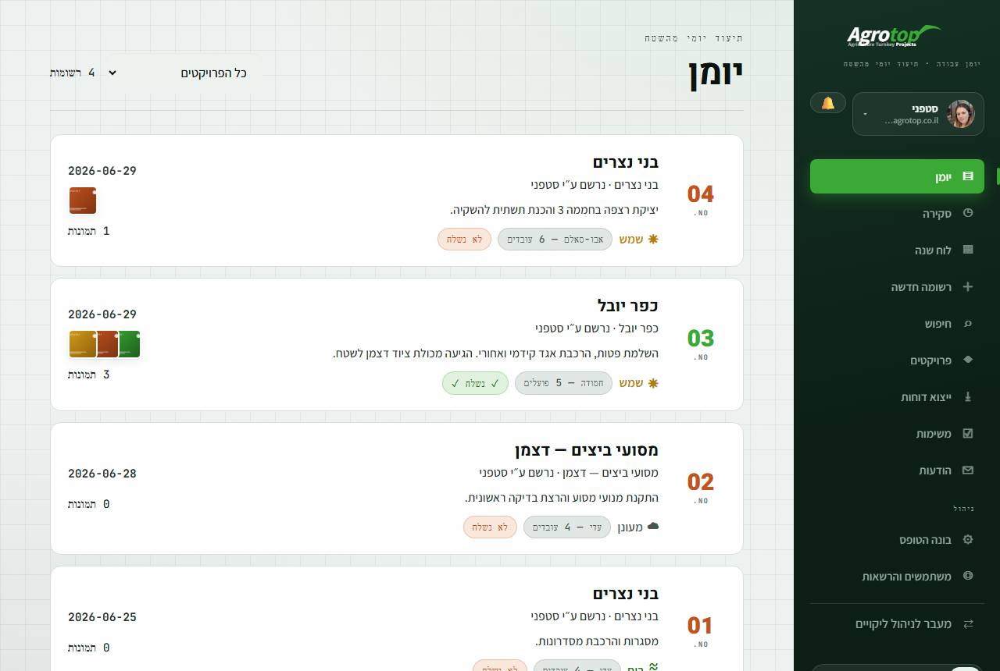 Agrotop
Agriculture Turnkey Projects
יומן עבודה · תיעוד יומי מהשטח
סטפני
agrotop.co.il...
יומן
סקירה
לוח שנה
רשומה חדשה
חיפוש
פרויקטים
ייצוא דוחות
משימות
הודעות
ניהול
בונה הטופס
משתמשים והרשאות
מעבר לניהול ליקויים
תיעוד יומי מהשטח
יומן
כל הפרויקטים
4 רשומות
04
NO.
בני נצרים
בני נצרים · נרשם ע״י סטפני
יציקת רצפה בחממה 3 והכנת תשתית להשקיה.
שמש
אבו-סאלם — 6 עובדים
לא נשלח
2026-06-29
1 תמונות
03
NO.
כפר יובל
כפר יובל · נרשם ע״י סטפני
השלמת פטות, הרכבת אגד קידמי ואחורי. הגיעה מכולת ציוד דצמן לשטח.
שמש
חמודה — 5 פועלים
✓ נשלח ✓
2026-06-29
3 תמונות
02
NO.
מסועי ביצים — דצמן
מסועי ביצים — דצמן · נרשם ע״י סטפני
התקנת מנועי מסוע והרצת בדיקה ראשונית.
מעונן
עדי — 4 עובדים
לא נשלח
2026-06-28
0 תמונות
01
NO.
בני נצרים
בני נצרים · נרשם ע״י סטפני
מסגרות והרכבת מסדרונות.
רוח
עדי — 4 עובדים
לא נשלח
2026-06-25
0 תמונות